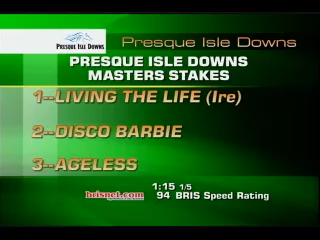 PRESQUE ISLE DOWNS
Presque Isle Downs
PRESQUE ISLE DOWNS
MASTERS STAKES
1--LIVING THE LIFE (Ire)
2--DISCO BARBIE
3--AGELESS
1:15 1/5
brisnet.com 94 BRIS Speed Rating